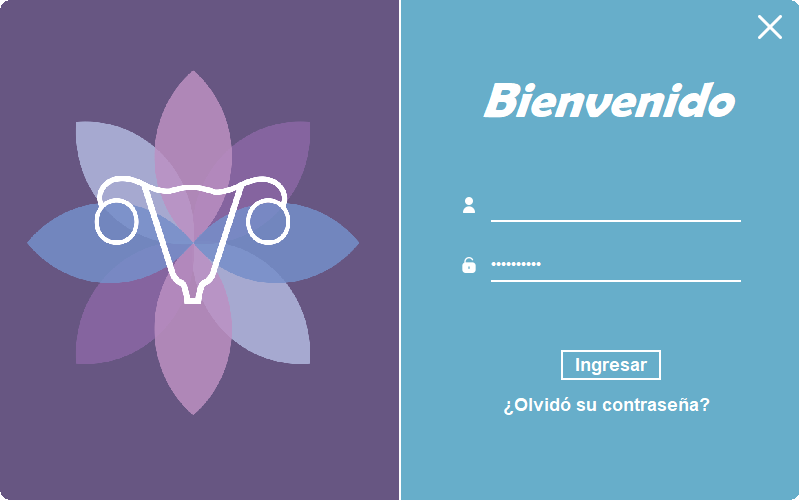 Bienvenido
••••••••••
Ingresar
¿Olvidó su contraseña?